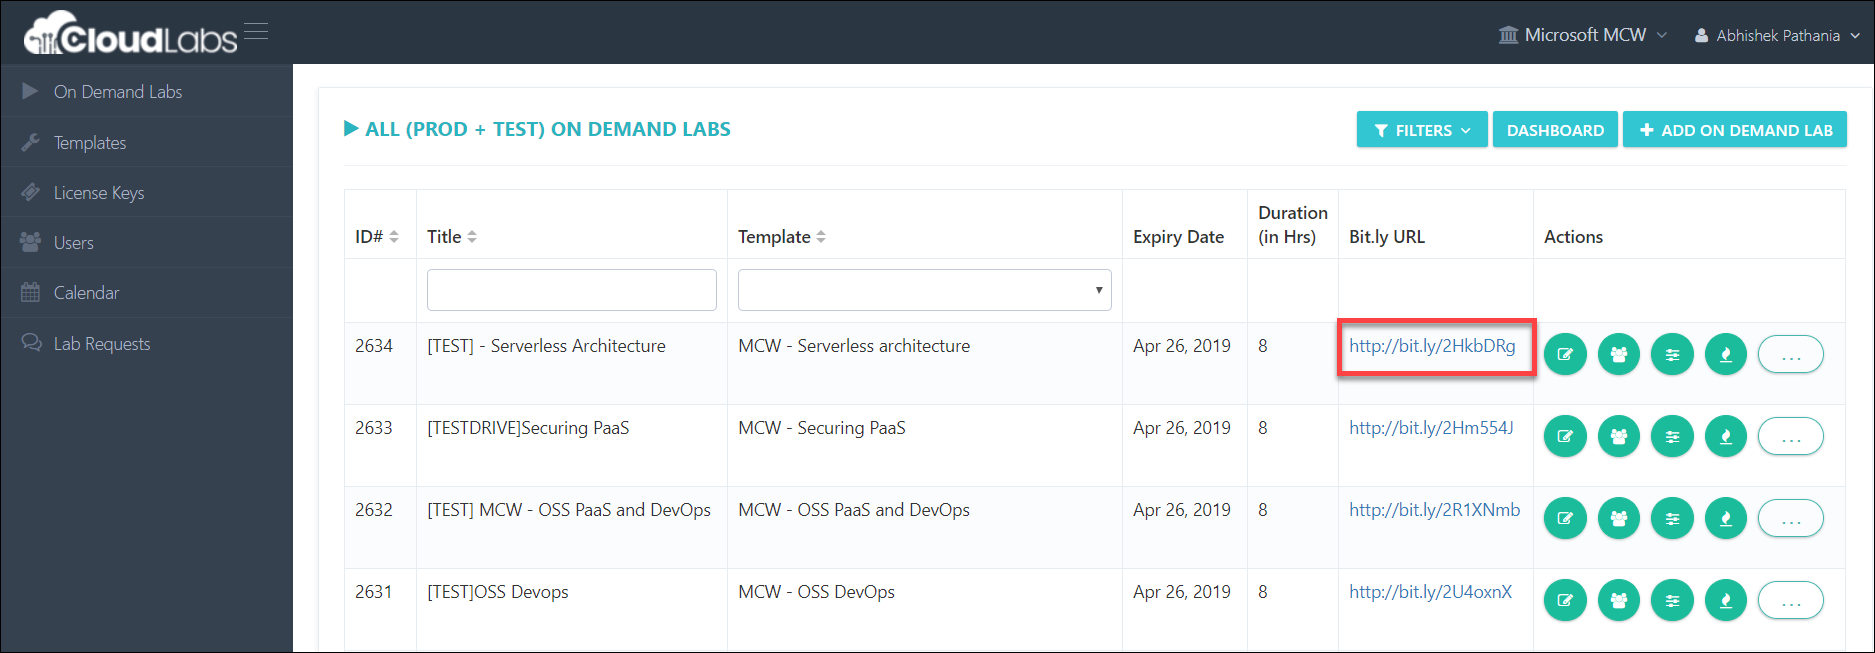 CloudLabs
Microsoft MCW
Abhishek Pathania
On Demand Labs
Templates
License Keys
Users
Calendar
Lab Requests
ALL (PROD + TEST) ON DEMAND LABS
FILTERS
DASHBOARD
ADD ON DEMAND LAB
ID# Title Template Expiry Date Duration (in Hrs) Bit.ly URL Actions
2634 [TEST] - Serverless Architecture MCW - Serverless architecture Apr 26, 2019 8 http://bit.ly/2HkbDRg ...
2633 [TESTDRIVE]Securing PaaS MCW - Securing PaaS Apr 26, 2019 8 http://bit.ly/2Hm554J ...
2632 [TEST] MCW - OSS PaaS and DevOps MCW - OSS PaaS and DevOps Apr 26, 2019 8 http://bit.ly/2R1XNmb ...
2631 [TEST]OSS Devops MCW - OSS DevOps Apr 26, 2019 8 http://bit.ly/2U4oxnX ...